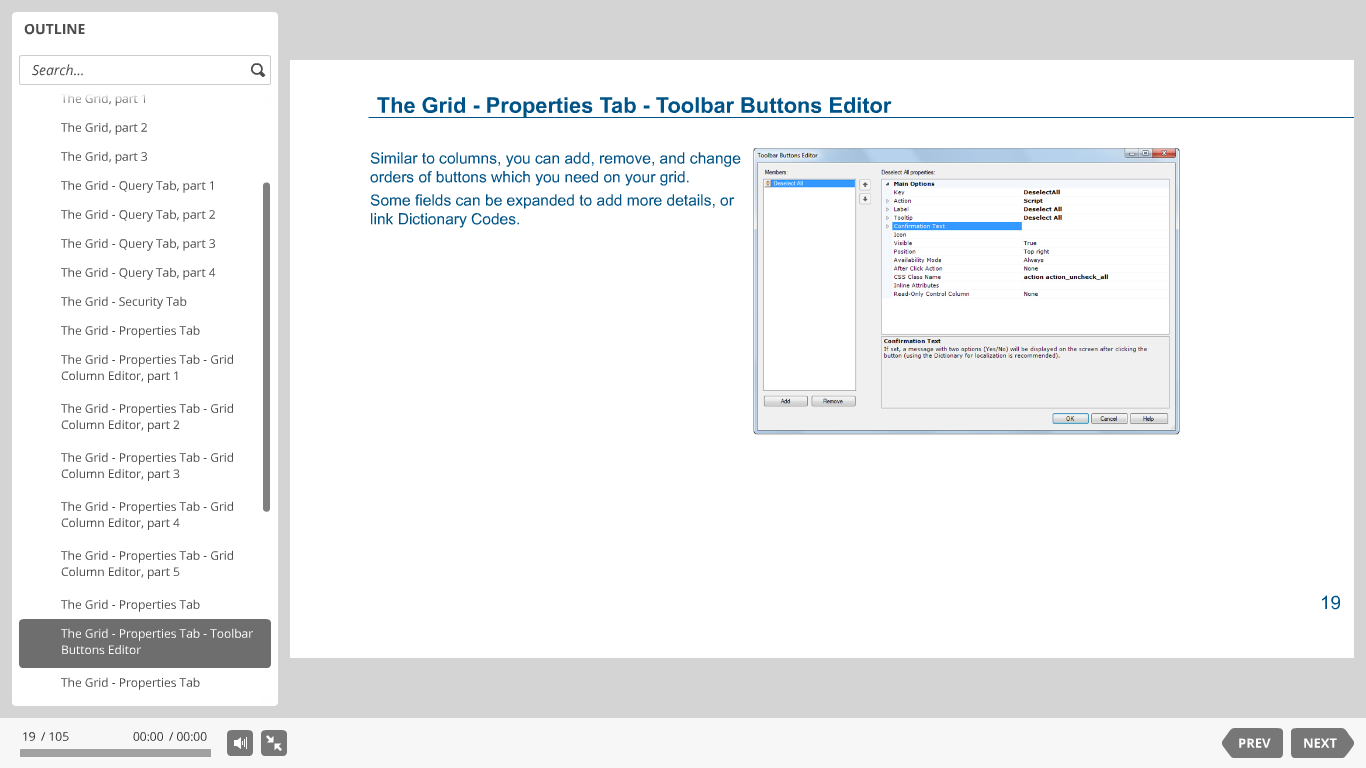 OUTLINE
Search...
The Grid, part 1
The Grid, part 2
The Grid, part 3
The Grid - Query Tab, part 1
The Grid - Query Tab, part 2
The Grid - Query Tab, part 3
The Grid - Query Tab, part 4
The Grid - Security Tab
The Grid - Properties Tab
The Grid - Properties Tab - Grid
Column Editor, part 1
The Grid - Properties Tab - Grid
Column Editor, part 2
The Grid - Properties Tab - Grid
Column Editor, part 3
The Grid - Properties Tab - Grid
Column Editor, part 4
The Grid - Properties Tab - Grid
Column Editor, part 5
The Grid - Properties Tab
The Grid - Properties Tab - Toolbar
Buttons Editor
The Grid - Properties Tab
The Grid - Properties Tab - Toolbar Buttons Editor
Similar to columns, you can add, remove, and change
orders of buttons which you need on your grid.
Some fields can be expanded to add more details, or
link Dictionary Codes.
Toolbar Buttons Editor
Members:
Deselect All
Add Remove
Deselect All properties:
Main Options
Key DeselectAll
Action Script
Label Deselect All
Tooltip Deselect All
Confirmation Text
Icon
Visible True
Position Top right
Availability Mode Always
After Click Action None
CSS Class Name action action_uncheck_all
Inline Attributes
Read-Only Control Column None
Confirmation Text
If set, a message with two options (Yes/No) will be displayed on the screen after clicking the
button (using the Dictionary for localization is recommended).
OK Cancel Help
19
19 / 105 00:00 / 00:00
PREV NEXT